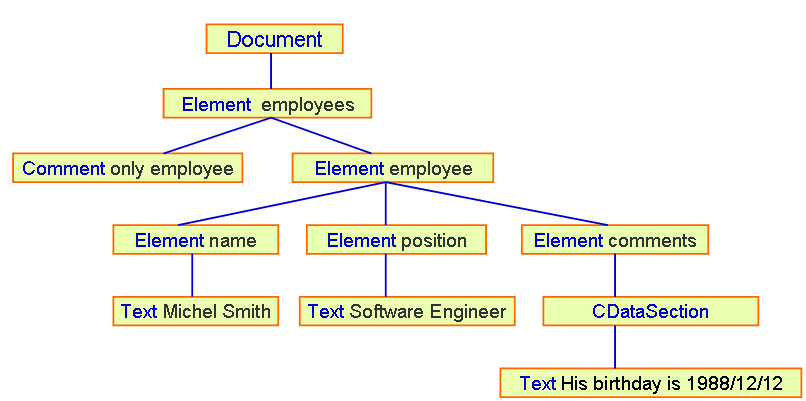 Document
Element employees
Comment only employee
Element employee
Element name
Element position
Element comments
Text Michel Smith
Text Software Engineer
CDataSection
Text His birthday is 1988/12/12